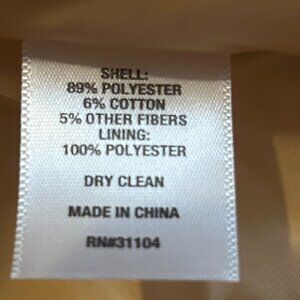 SHELL:
89% POLYESTER
6% COTTON
5% OTHER FIBERS
LINING:
100% POLYESTER
DRY CLEAN
MADE IN CHINA
RN#31104